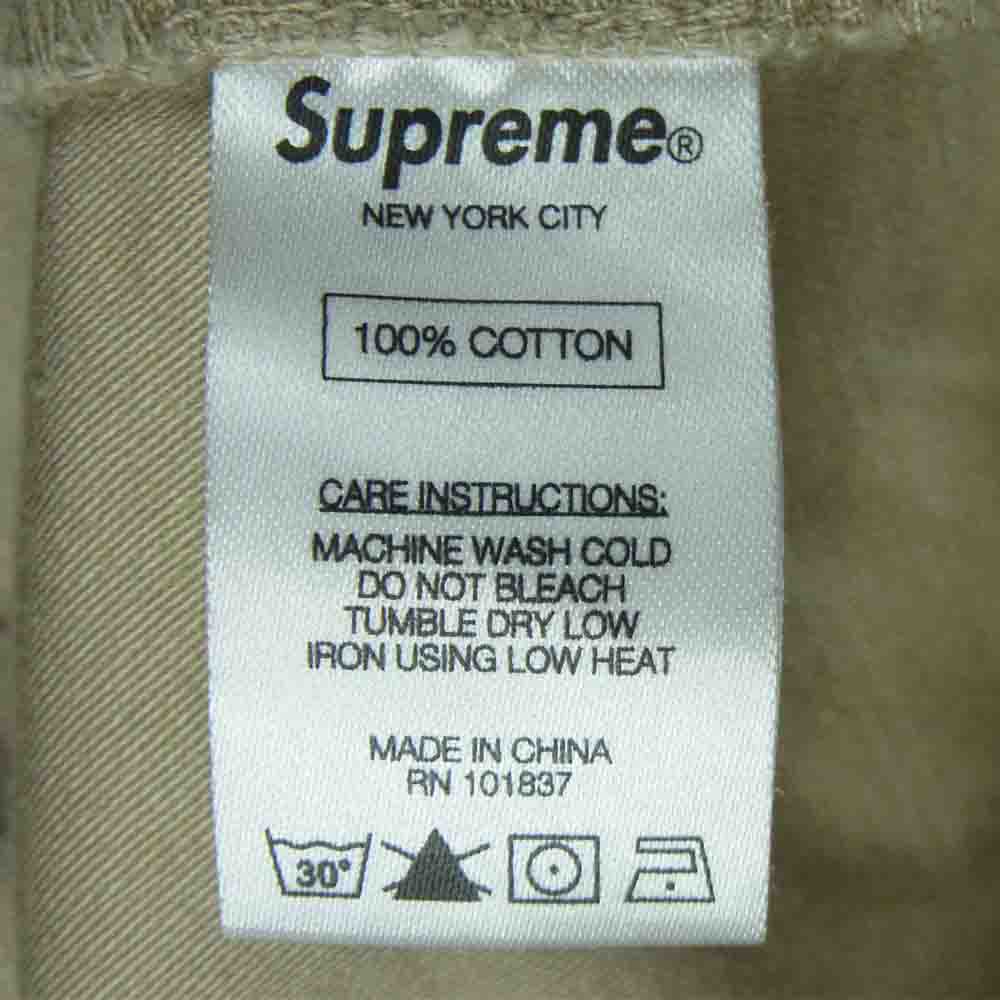 Supreme®
NEW YORK CITY
100% COTTON
CARE INSTRUCTIONS:
MACHINE WASH COLD
DO NOT BLEACH
TUMBLE DRY LOW
IRON USING LOW HEAT
MADE IN CHINA
RN 101837
30°